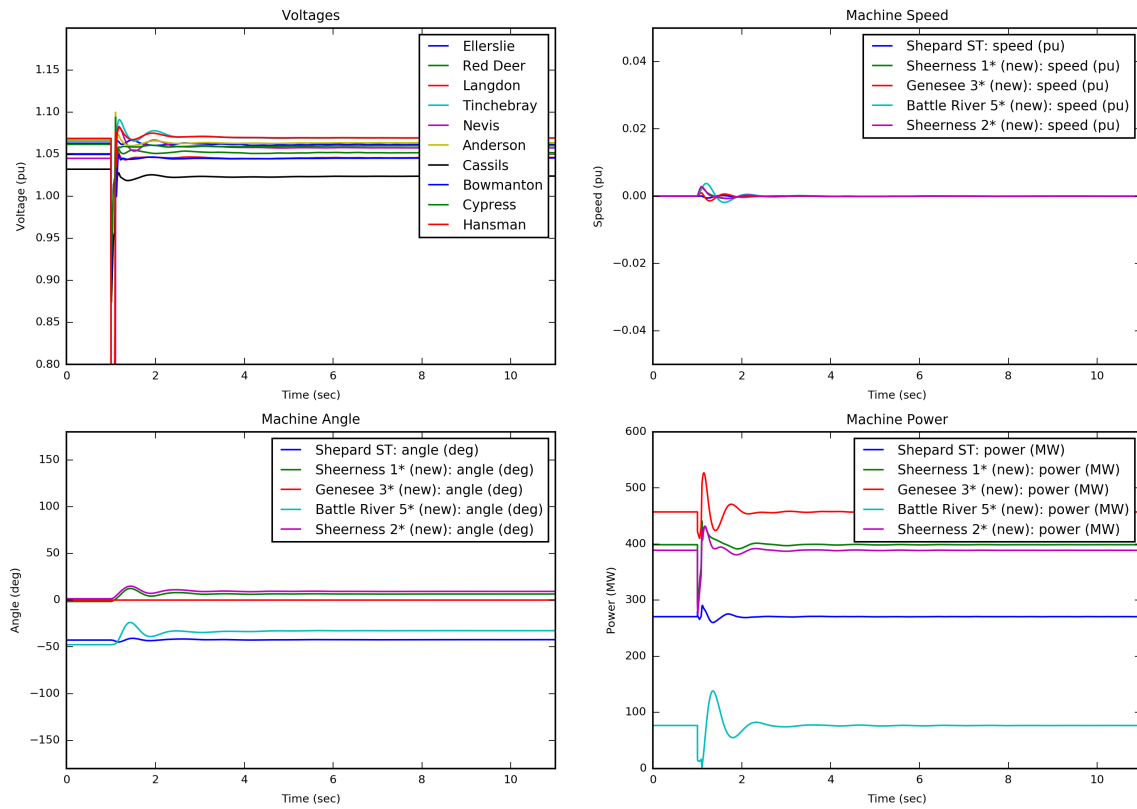 Voltages
1.15
1.10
1.05
1.00
0.95
0.90
0.85
0.80
Voltage (pu)
Ellerslie
Red Deer
Langdon
Tinchebray
Nevis
Anderson
Cassils
Bowmanton
Cypress
Hansman
0 2 4 6 8 10
Time (sec)
Machine Speed
0.04
0.02
0.00
−0.02
−0.04
Speed (pu)
Shepard ST: speed (pu)
Sheerness 1* (new): speed (pu)
Genesee 3* (new): speed (pu)
Battle River 5* (new): speed (pu)
Sheerness 2* (new): speed (pu)
0 2 4 6 8 10
Time (sec)
Machine Angle
150
100
50
0
−50
−100
−150
Angle (deg)
Shepard ST: angle (deg)
Sheerness 1* (new): angle (deg)
Genesee 3* (new): angle (deg)
Battle River 5* (new): angle (deg)
Sheerness 2* (new): angle (deg)
0 2 4 6 8 10
Time (sec)
Machine Power
600
500
400
300
200
100
0
Power (MW)
Shepard ST: power (MW)
Sheerness 1* (new): power (MW)
Genesee 3* (new): power (MW)
Battle River 5* (new): power (MW)
Sheerness 2* (new): power (MW)
0 2 4 6 8 10
Time (sec)